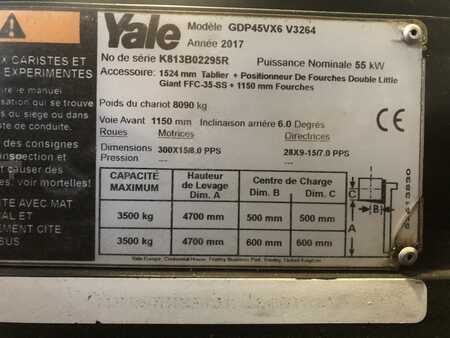 Yale
Modèle GDP45VX6 V3264
Année 2017
No de série K813B02295R Puissance Nominale 55 kW
Accessoire: 1524 mm Tablier + Positionneur De Fourches Double Little
Giant FFC-35-SS + 1150 mm Fourches
Poids du chariot 8090 kg
Voie Avant 1150 mm Inclinaison arrière 6.0 Degrés
Roues Motrices Directrices
Dimensions 300X15/8.0 PPS 28X9-15/7.0 PPS
Pression --- ---
CAPACITÉ MAXIMUM Hauteur de Levage Dim. A Centre de Charge Dim. B Dim. C
3500 kg 4700 mm 500 mm 500 mm
3500 kg 4700 mm 600 mm 600 mm
C
B
A
CE
X CARISTES ET
EXPERIMENTES
ire le manuel
sation qui se trouve
du siège ou dans
te de conduite.
des consignes
inspection et
causer des
es, voir mortelles!
ITE AVEC MAT
AL ET UN
EMENT CITE
SUS